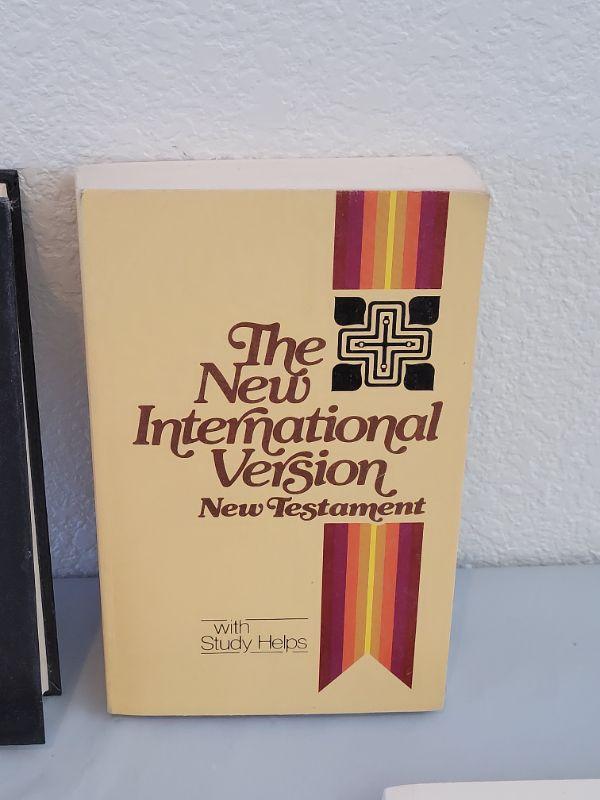 The
New
International
Version
New Testament
with
Study Helps